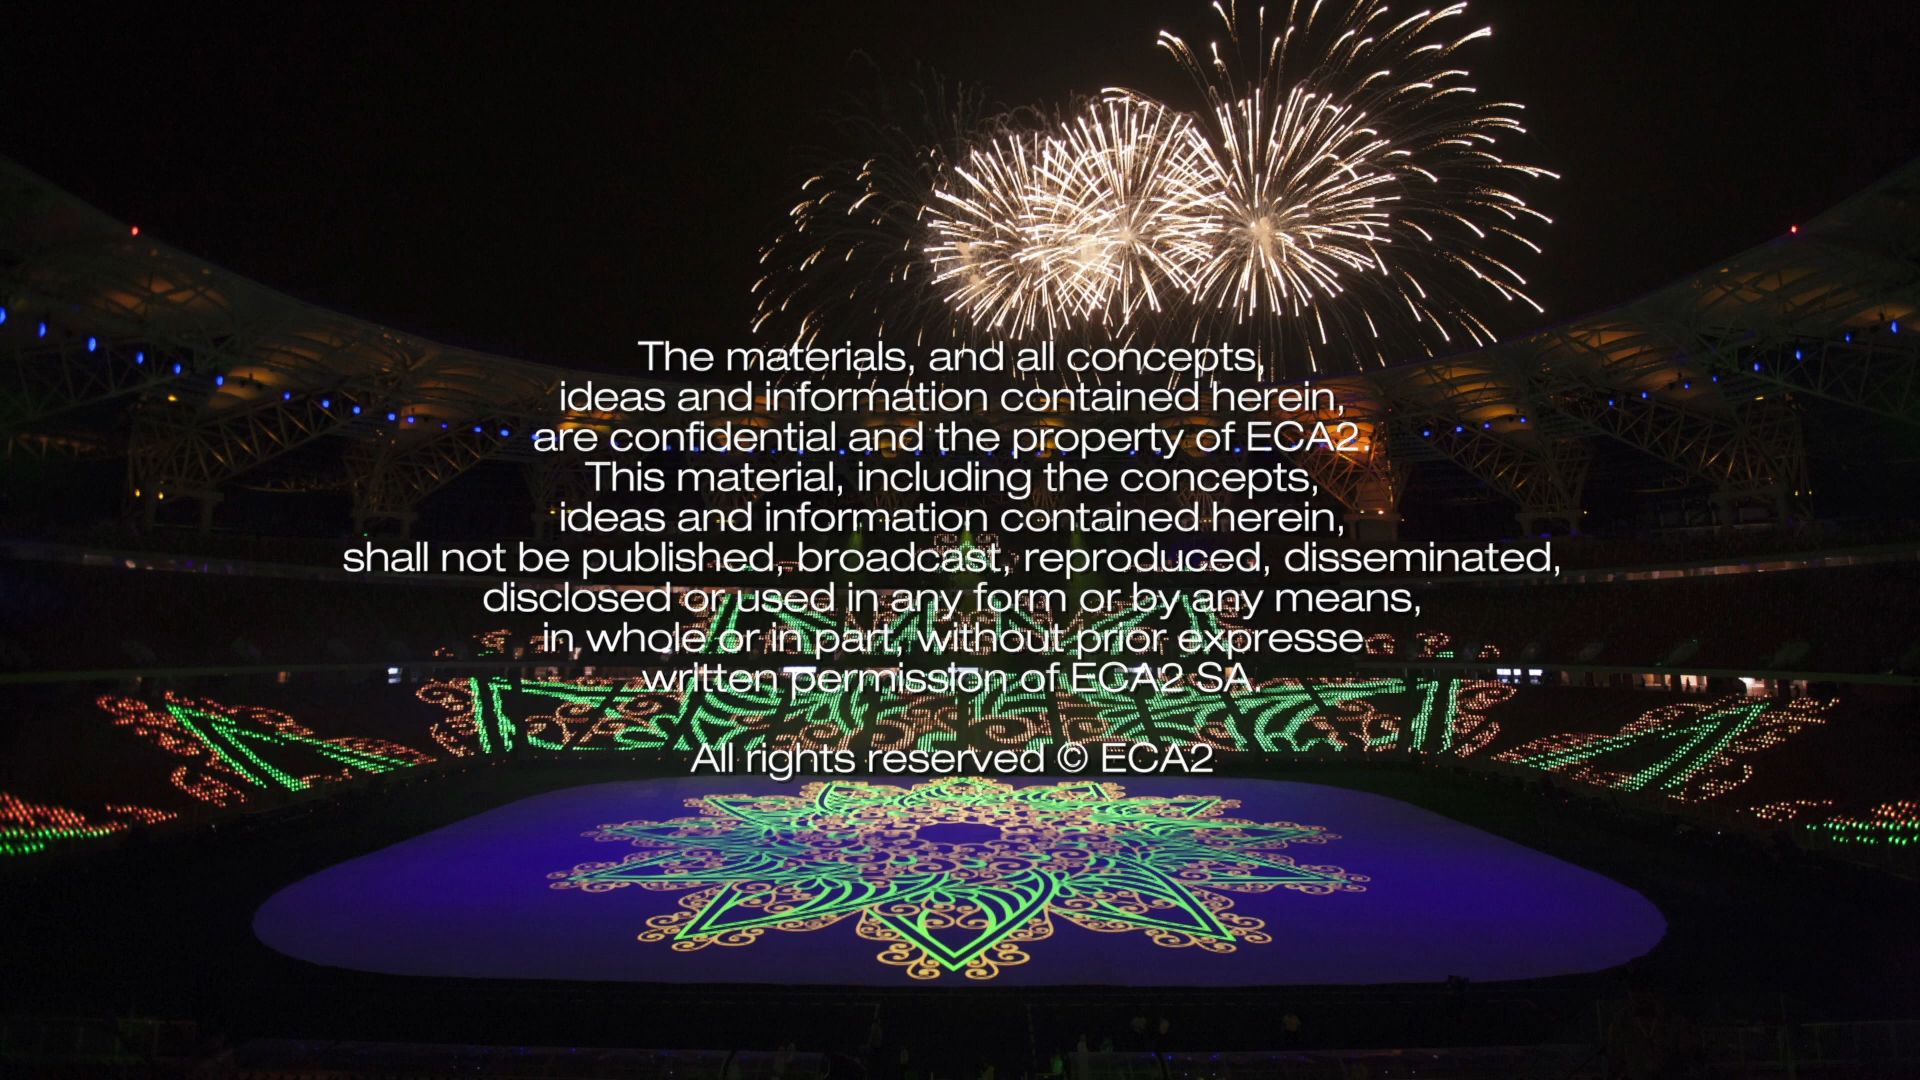 The materials, and all concepts,
ideas and information contained herein,
are confidential and the property of ECA2.
This material, including the concepts,
ideas and information contained herein,
shall not be published, broadcast, reproduced, disseminated,
disclosed or used in any form or by any means,
in whole or in part, without prior expresse
written permission of ECA2 SA.
All rights reserved © ECA2